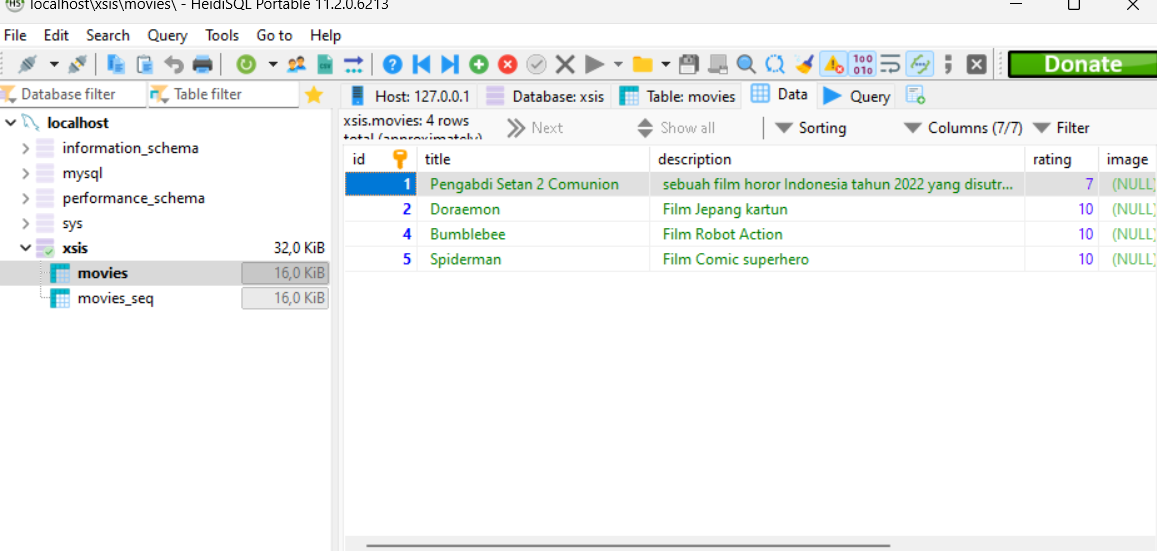 localhost\xsis\movies\ - HeidiSQL Portable 11.2.0.6213
File Edit Search Query Tools Go to Help
Donate
Database filter Table filter Host: 127.0.0.1 Database: xsis Table: movies Data Query
localhost
information_schema
mysql
performance_schema
sys
xsis 32,0 KiB
movies 16,0 KiB
movies_seq 16,0 KiB
xsis.movies: 4 rows
total (approximately)
Next Show all Sorting Columns (7/7) Filter
id title description rating image
1 Pengabdi Setan 2 Comunion sebuah film horor Indonesia tahun 2022 yang disutr... 7 (NULL)
2 Doraemon Film Jepang kartun 10 (NULL)
4 Bumblebee Film Robot Action 10 (NULL)
5 Spiderman Film Comic superhero 10 (NULL)